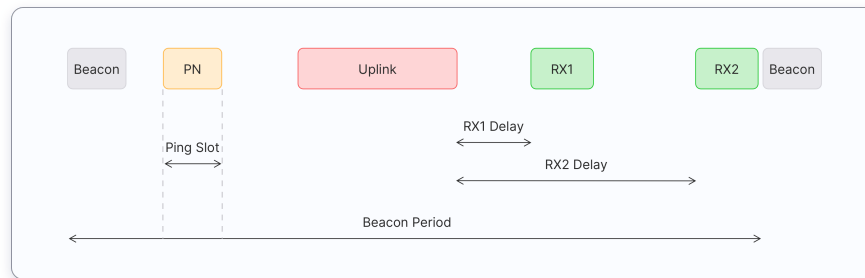 Beacon
PN
Uplink
RX1
RX2
Beacon
RX1 Delay
Ping Slot
RX2 Delay
Beacon Period